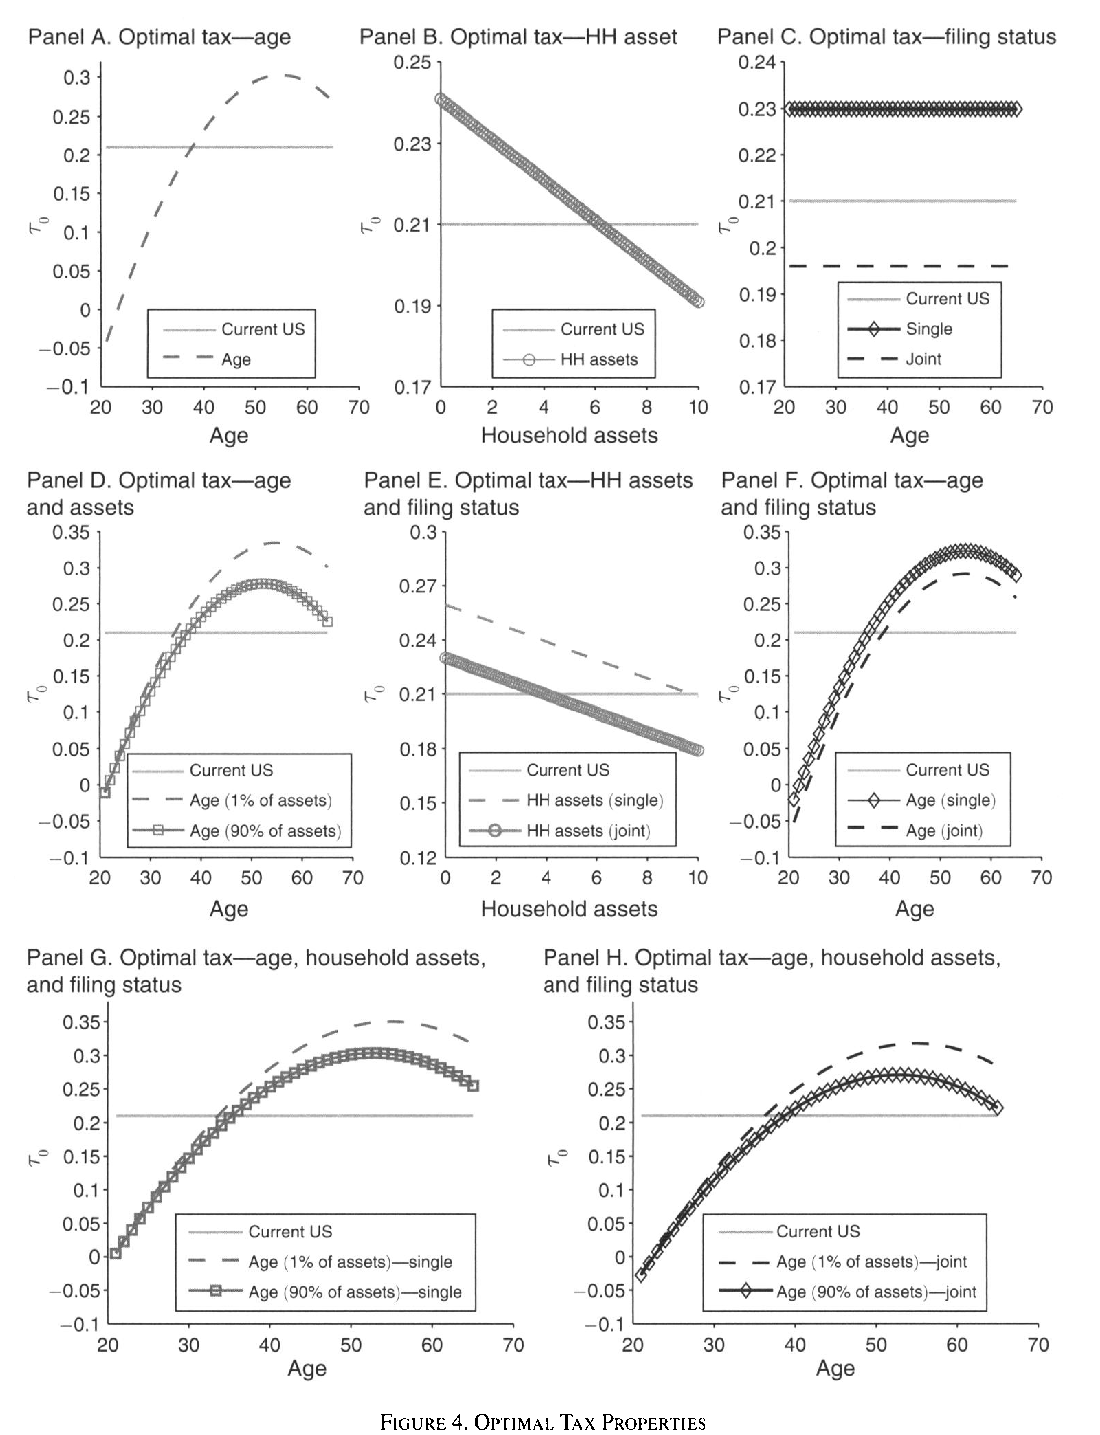 Panel A. Optimal tax—age
0.3
0.25
0.2
0.15
0.1
0.05
0
−0.05
−0.1
τ0
20 30 40 50 60 70
Age
Current US
Age
Panel B. Optimal tax—HH asset
0.25
0.23
0.21
0.19
0.17
τ0
0 2 4 6 8 10
Household assets
Current US
HH assets
Panel C. Optimal tax—filing status
0.24
0.23
0.22
0.21
0.2
0.19
0.18
0.17
τ0
20 30 40 50 60 70
Age
Current US
Single
Joint
Panel D. Optimal tax—age
and assets
0.35
0.3
0.25
0.2
0.15
0.1
0.05
0
−0.05
−0.1
τ0
20 30 40 50 60 70
Age
Current US
Age (1% of assets)
Age (90% of assets)
Panel E. Optimal tax—HH assets
and filing status
0.3
0.27
0.24
0.21
0.18
0.15
0.12
τ0
0 2 4 6 8 10
Household assets
Current US
HH assets (single)
HH assets (joint)
Panel F. Optimal tax—age
and filing status
0.35
0.3
0.25
0.2
0.15
0.1
0.05
0
−0.05
−0.1
τ0
20 30 40 50 60 70
Age
Current US
Age (single)
Age (joint)
Panel G. Optimal tax—age, household assets,
and filing status
0.35
0.3
0.25
0.2
0.15
0.1
0.05
0
−0.05
−0.1
τ0
20 30 40 50 60 70
Age
Current US
Age (1% of assets)—single
Age (90% of assets)—single
Panel H. Optimal tax—age, household assets,
and filing status
0.35
0.3
0.25
0.2
0.15
0.1
0.05
0
−0.05
−0.1
τ0
20 30 40 50 60 70
Age
Current US
Age (1% of assets)—joint
Age (90% of assets)—joint
FIGURE 4. OPTIMAL TAX PROPERTIES